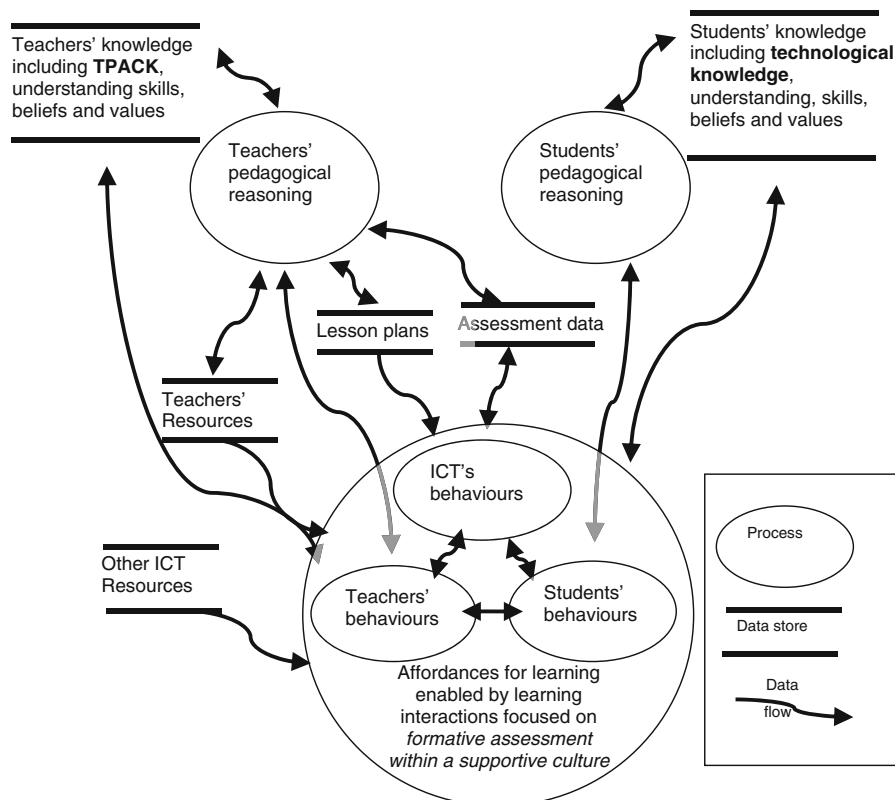 Teachers' knowledge
including TPACK,
understanding skills,
beliefs and values
Students' knowledge
including technological
knowledge,
understanding, skills,
beliefs and values
Teachers'
pedagogical
reasoning
Students'
pedagogical
reasoning
Lesson plans
Assessment data
Teachers'
Resources
ICT's
behaviours
Other ICT
Resources
Teachers'
behaviours
Students'
behaviours
Affordances for learning
enabled by learning
interactions focused on
formative assessment
within a supportive culture
Process
Data store
Data
flow